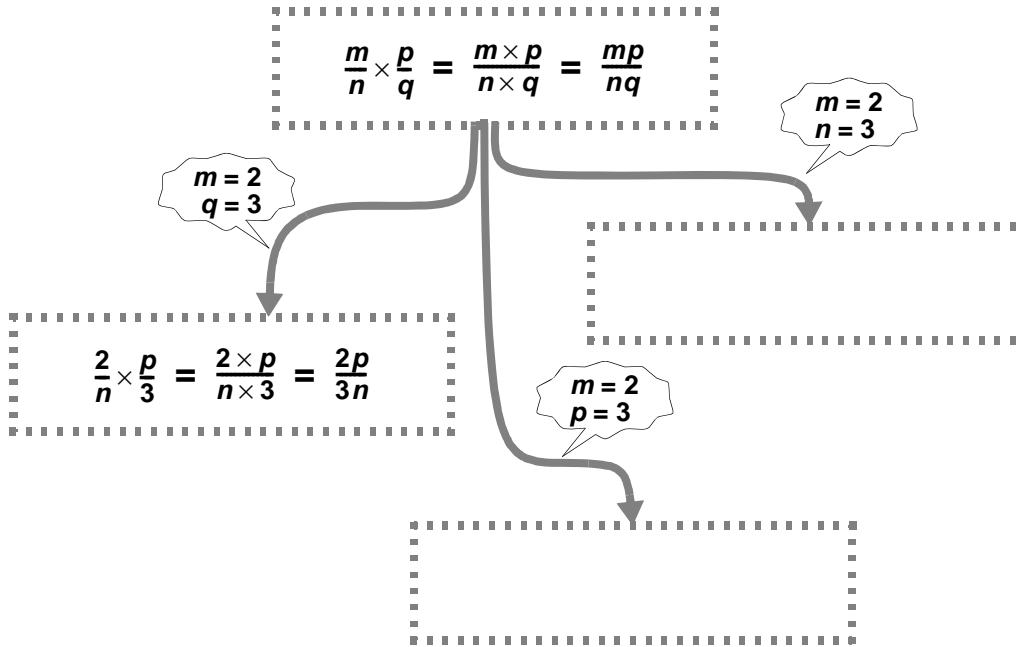 m/n × p/q = m × p/n × q = mp/nq
m = 2
n = 3
m = 2
q = 3
2/n × p/3 = 2 × p/n × 3 = 2p/3n
m = 2
p = 3